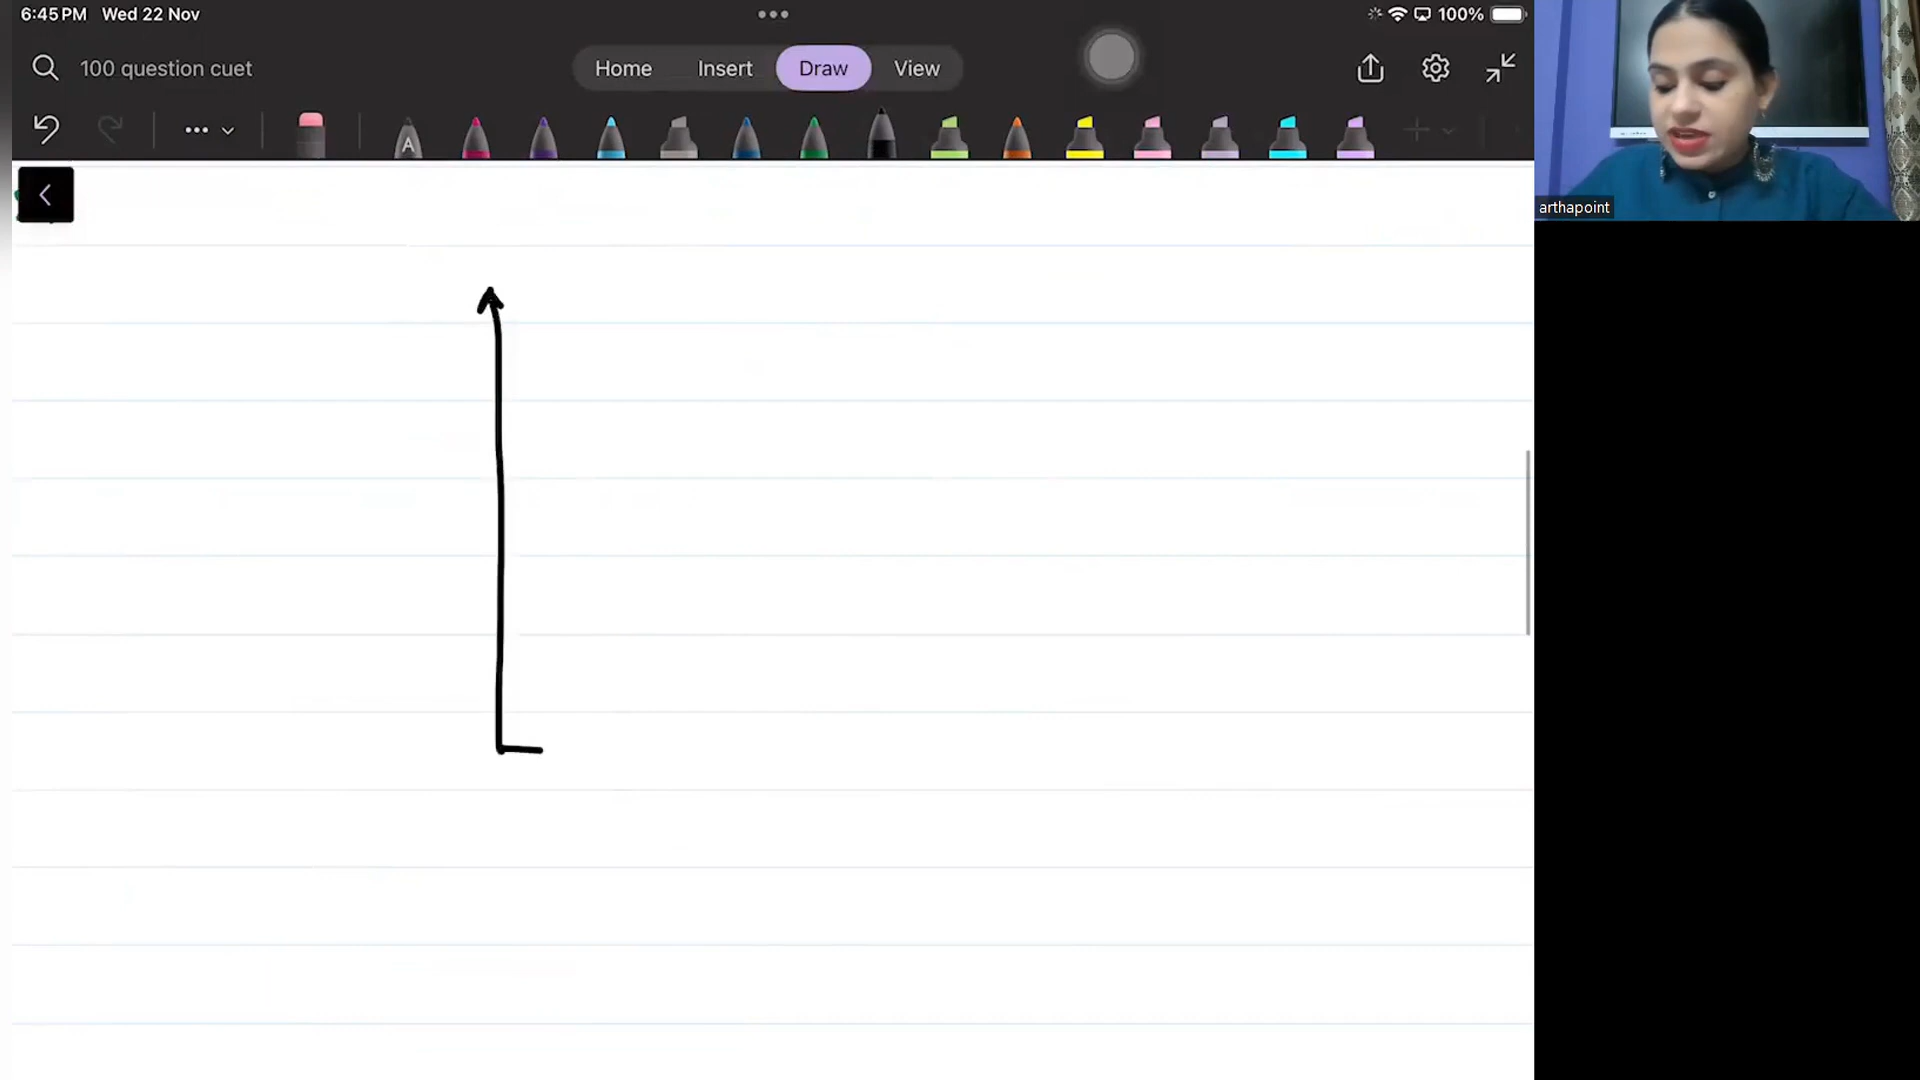 6:45 PM Wed 22 Nov
100%
100 question cuet
Home Insert Draw View
A
arthapoint